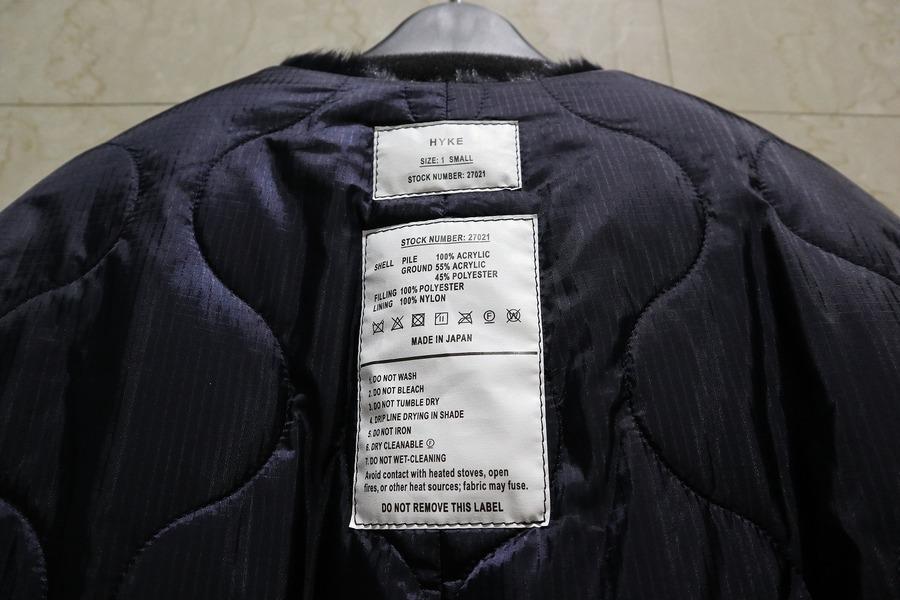 HYKE
SIZE: 1 SMALL
STOCK NUMBER: 27021
STOCK NUMBER: 27021
SHELL PILE 100% ACRYLIC
GROUND 55% ACRYLIC
45% POLYESTER
FILLING 100% POLYESTER
LINING 100% NYLON
F W
MADE IN JAPAN
1. DO NOT WASH
2. DO NOT BLEACH
3. DO NOT TUMBLE DRY
4. DRIP LINE DRYING IN SHADE
5. DO NOT IRON
6. DRY CLEANABLE Ⓕ
7. DO NOT WET-CLEANING
Avoid contact with heated stoves, open
fires, or other heat sources; fabric may fuse.
DO NOT REMOVE THIS LABEL